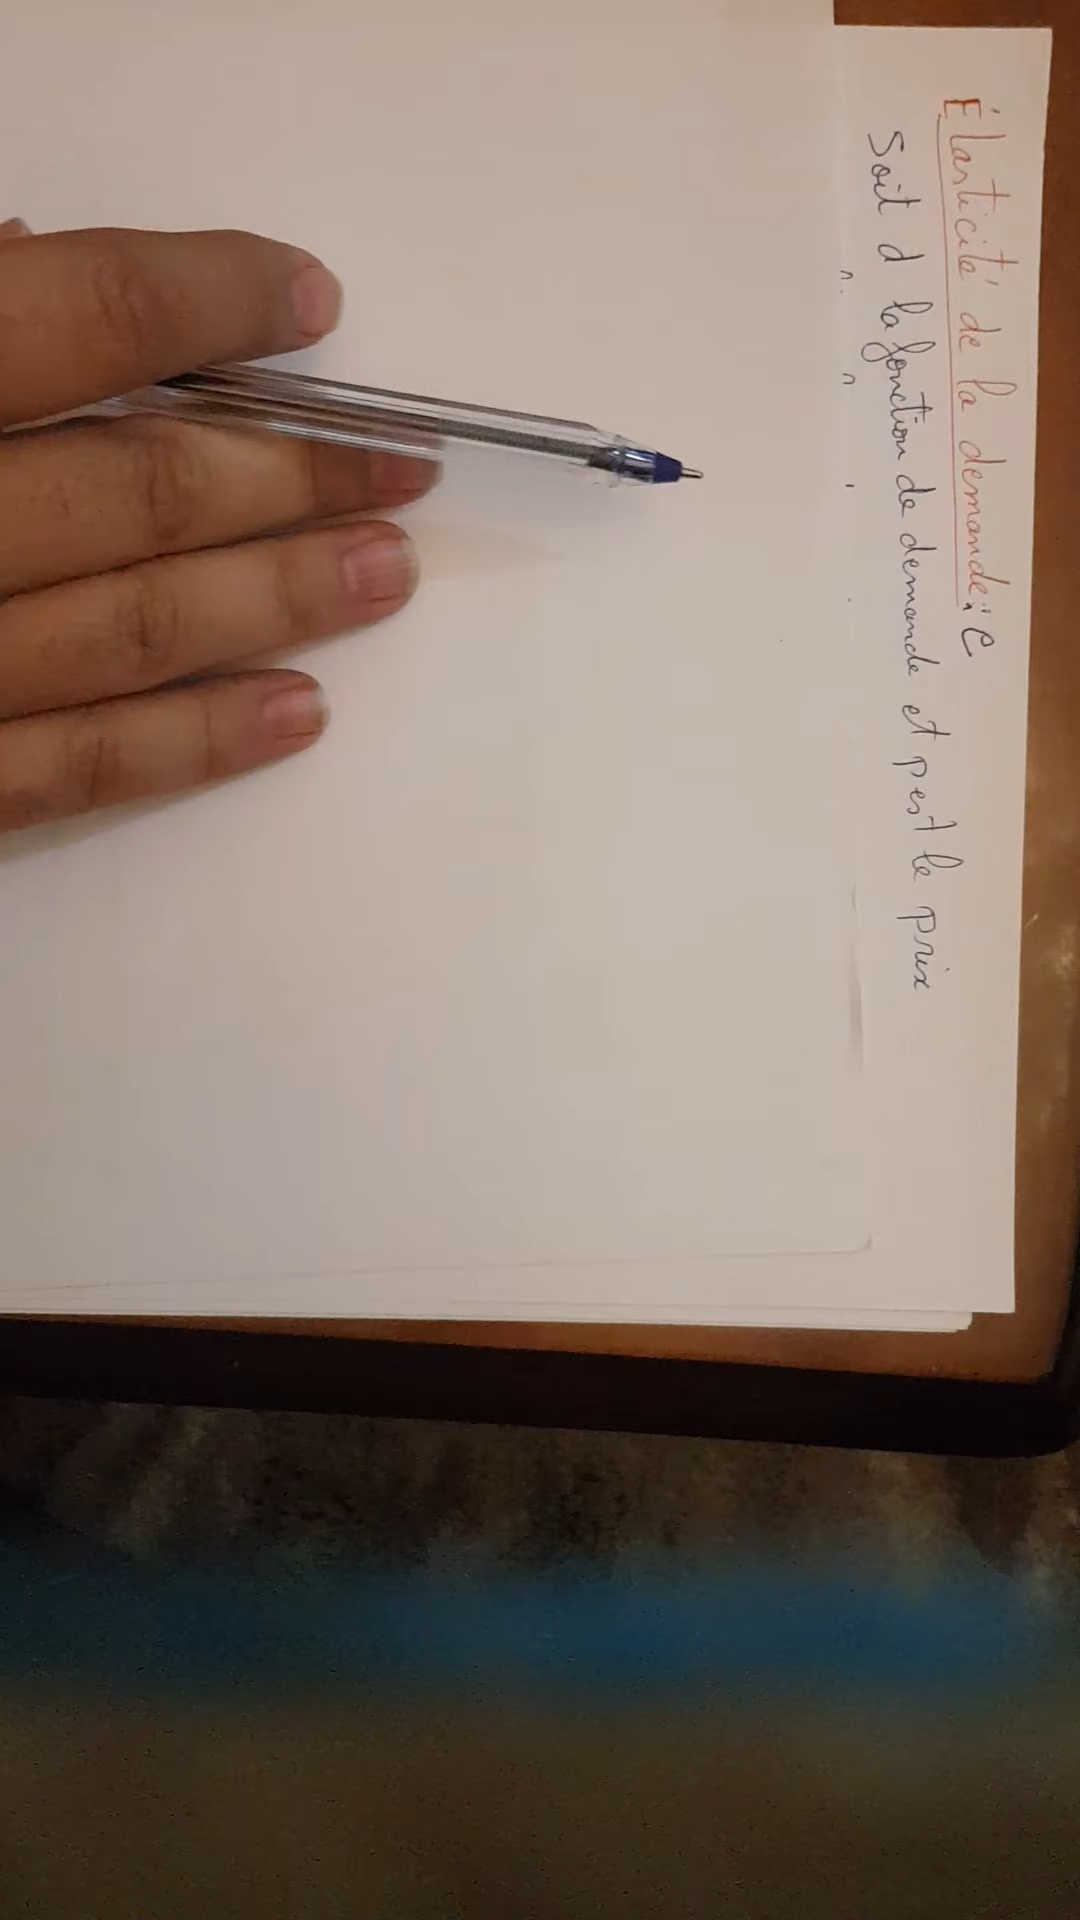 Élasticité de la demande: e
Soit d la fonction de demande et p est le prix